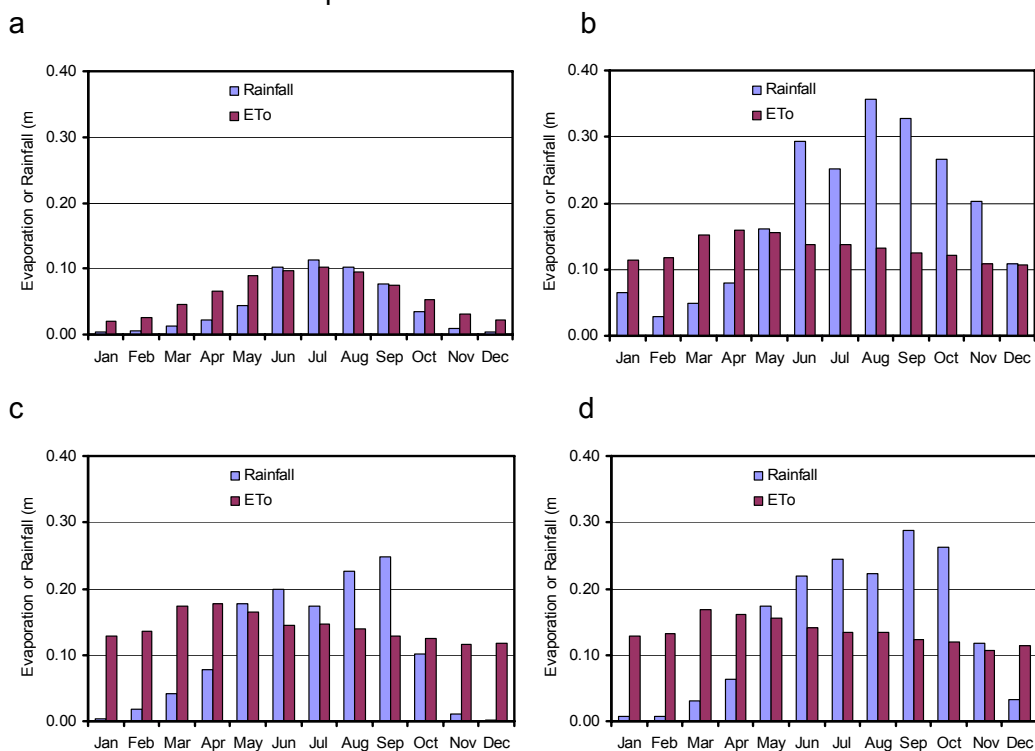 a
Evaporation or Rainfall (m
0.40
0.30
0.20
0.10
0.00
Rainfall
ETo
Jan Feb Mar Apr May Jun Jul Aug Sep Oct Nov Dec
b
Evaporation or Rainfall (m
0.40
0.30
0.20
0.10
0.00
Rainfall
ETo
Jan Feb Mar Apr May Jun Jul Aug Sep Oct Nov Dec
c
Evaporation or Rainfall (m
0.40
0.30
0.20
0.10
0.00
Rainfall
ETo
Jan Feb Mar Apr May Jun Jul Aug Sep Oct Nov Dec
d
Evaporation or Rainfall (m
0.40
0.30
0.20
0.10
0.00
Rainfall
ETo
Jan Feb Mar Apr May Jun Jul Aug Sep Oct Nov Dec